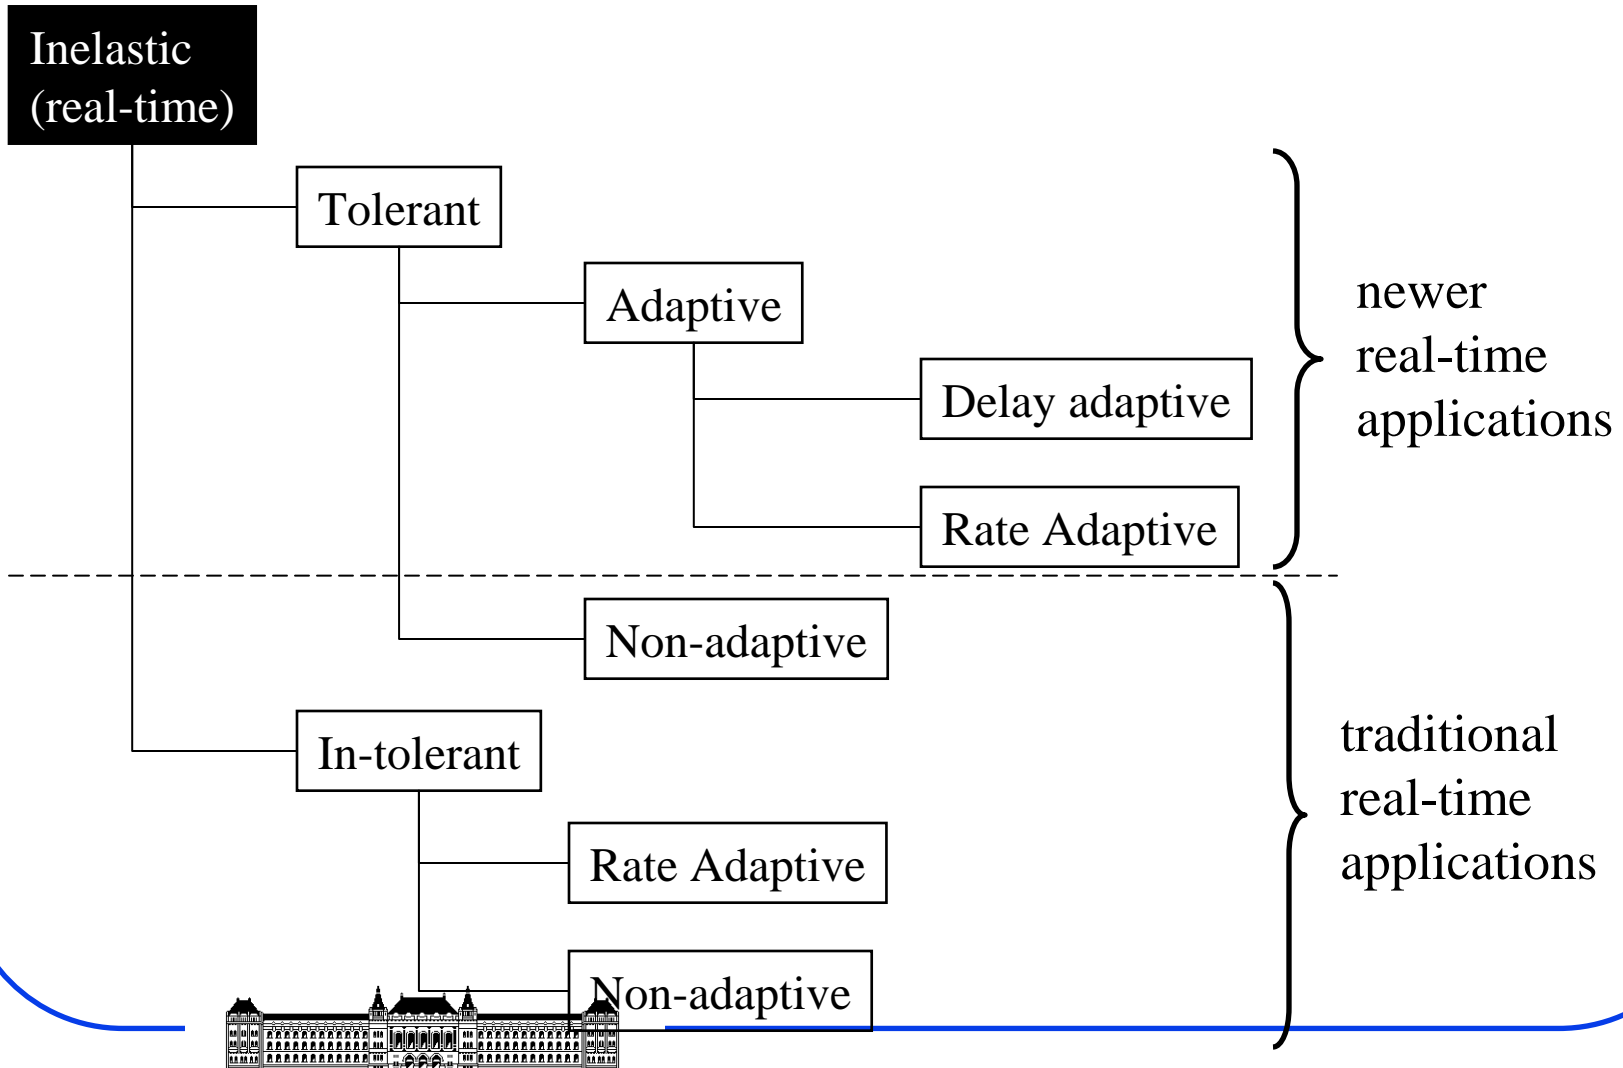 Inelastic
(real-time)
Tolerant
Adaptive
Delay adaptive
Rate Adaptive
newer
real-time
applications
Non-adaptive
In-tolerant
Rate Adaptive
Non-adaptive
traditional
real-time
applications